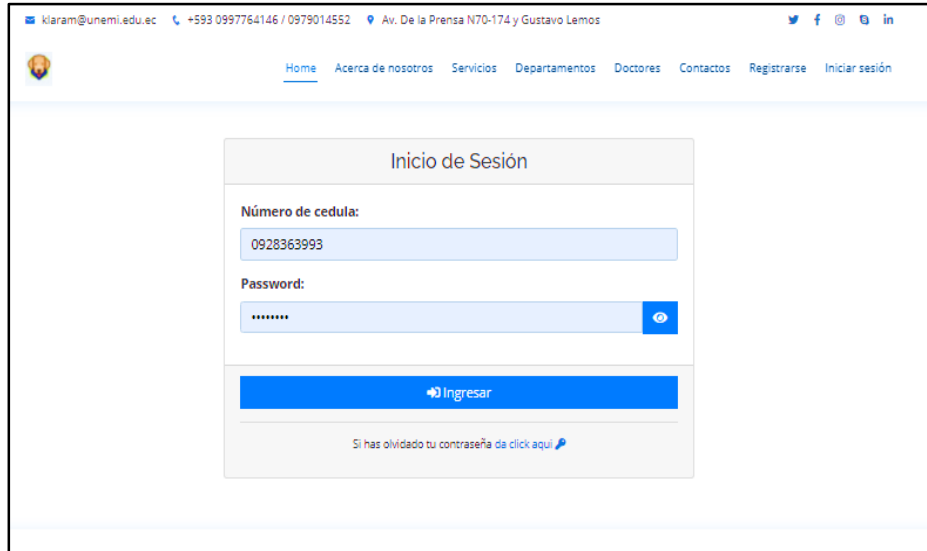 klaram@unemi.edu.ec +593 0997764146 / 0979014552 Av. De la Prensa N70-174 y Gustavo Lemos
Home Acerca de nosotros Servicios Departamentos Doctores Contactos Registrarse Iniciar sesión
Inicio de Sesión
Número de cedula:
0928363993
Password:
••••••••
Ingresar
Si has olvidado tu contraseña da click aqui